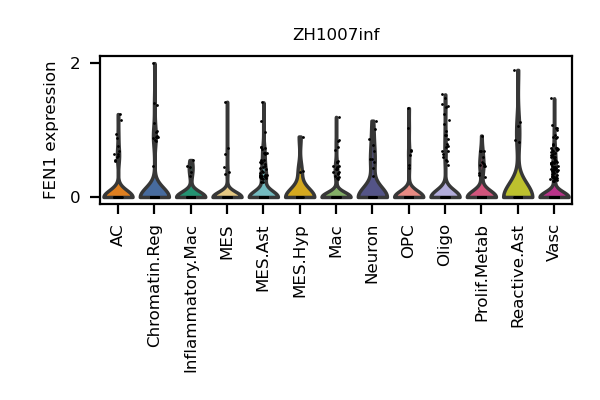 ZH1007inf
FEN1 expression
2
0
AC
Chromatin.Reg
Inflammatory.Mac
MES
MES.Ast
MES.Hyp
Mac
Neuron
OPC
Oligo
Prolif.Metab
Reactive.Ast
Vasc